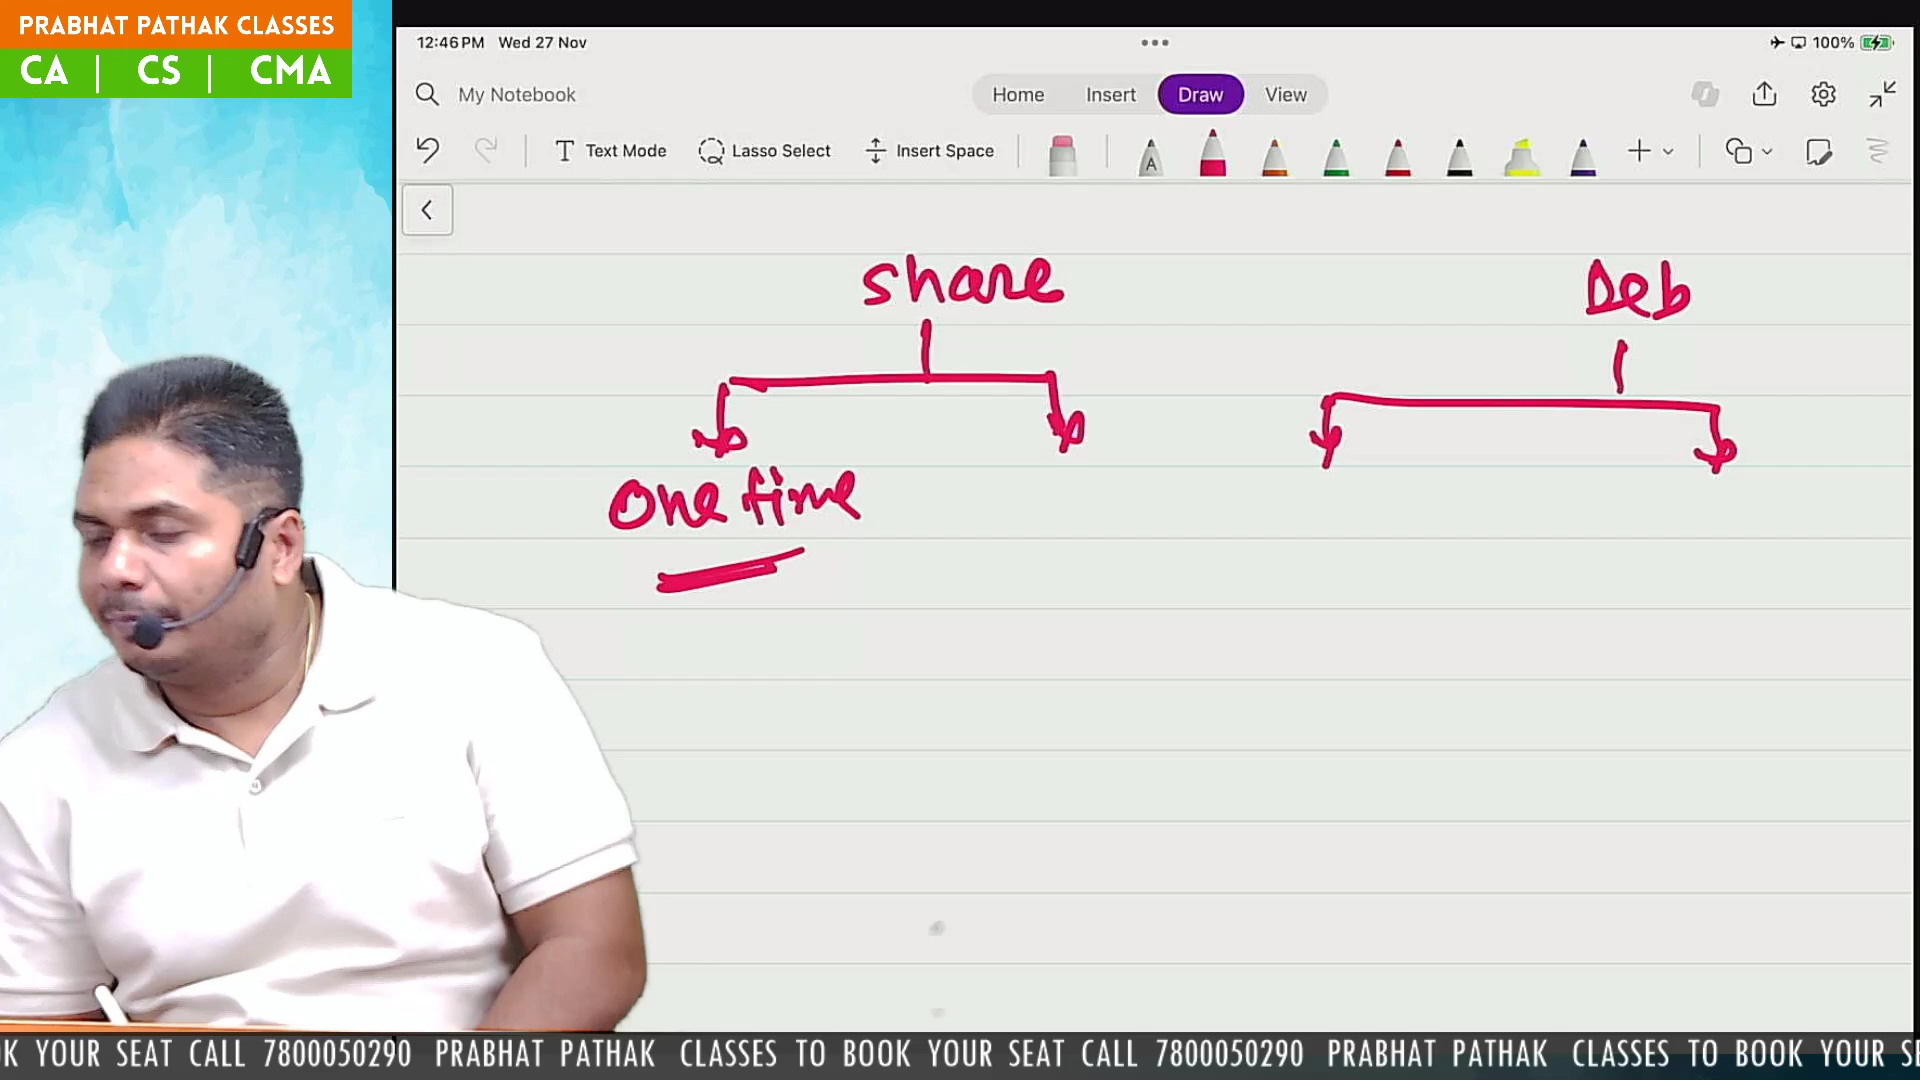 PRABHAT PATHAK CLASSES
CA | CS | CMA
12:46 PM Wed 27 Nov
100%
My Notebook
Home Insert Draw View
Text Mode Lasso Select Insert Space
A
Share
Deb
One time
OK YOUR SEAT CALL 7800050290 PRABHAT PATHAK CLASSES TO BOOK YOUR SEAT CALL 7800050290 PRABHAT PATHAK CLASSES TO BOOK YOUR SE